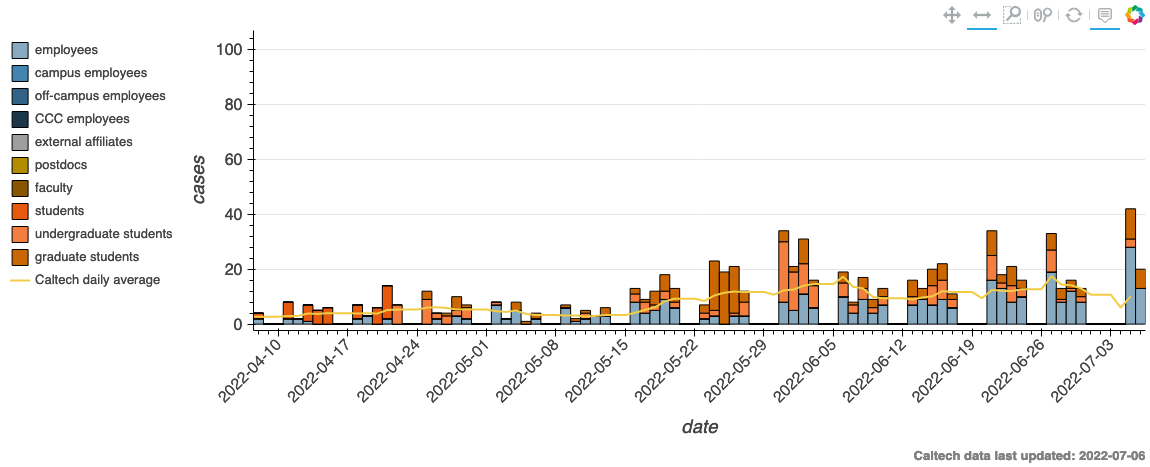 employees
campus employees
off-campus employees
CCC employees
external affiliates
postdocs
faculty
students
undergraduate students
graduate students
Caltech daily average
cases
100
80
60
40
20
0
2022-04-10
2022-04-17
2022-04-24
2022-05-01
2022-05-08
2022-05-15
2022-05-22
2022-05-29
2022-06-05
2022-06-12
2022-06-19
2022-06-26
2022-07-03
date
Caltech data last updated: 2022-07-06